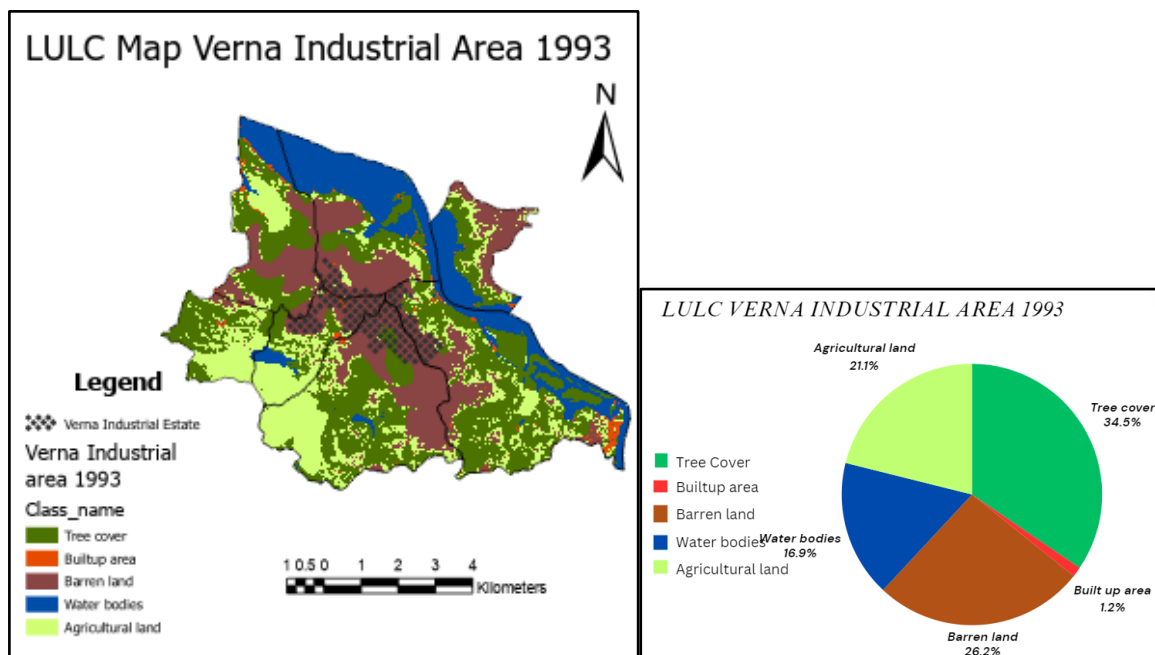 LULC Map Verna Industrial Area 1993
N
Legend
Verna Industrial Estate
Verna Industrial
area 1993
Class_name
Tree cover
Builtup area
Barren land
Water bodies
Agricultural land
1 0.5 0 1 2 3 4
Kilometers
LULC VERNA INDUSTRIAL AREA 1993
Agricultural land
21.1%
Tree cover
34.5%
Tree Cover
Builtup area
Barren land
Water bodies
Agricultural land
Water bodies
16.9%
Built up area
1.2%
Barren land
26.2%